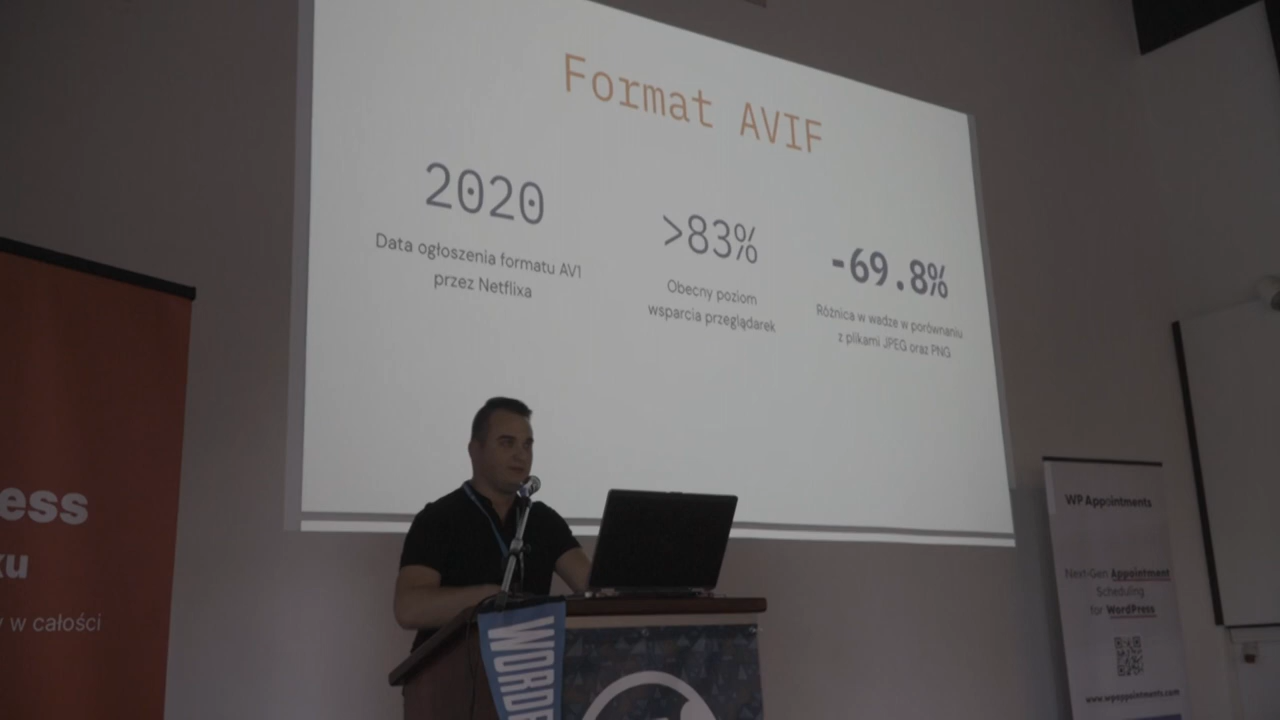 Format AVIF
2020
Data ogłoszenia formatu AV1
przez Netflixa
>83%
Obecny poziom
wsparcia przeglądarek
-69.8%
Różnica w wadze w porównaniu
z plikami JPEG oraz PNG
ess
ku
y w całości
WORD
WP Appointments
Next-Gen Appointment
Scheduling
for WordPress
www.wpappointments.com